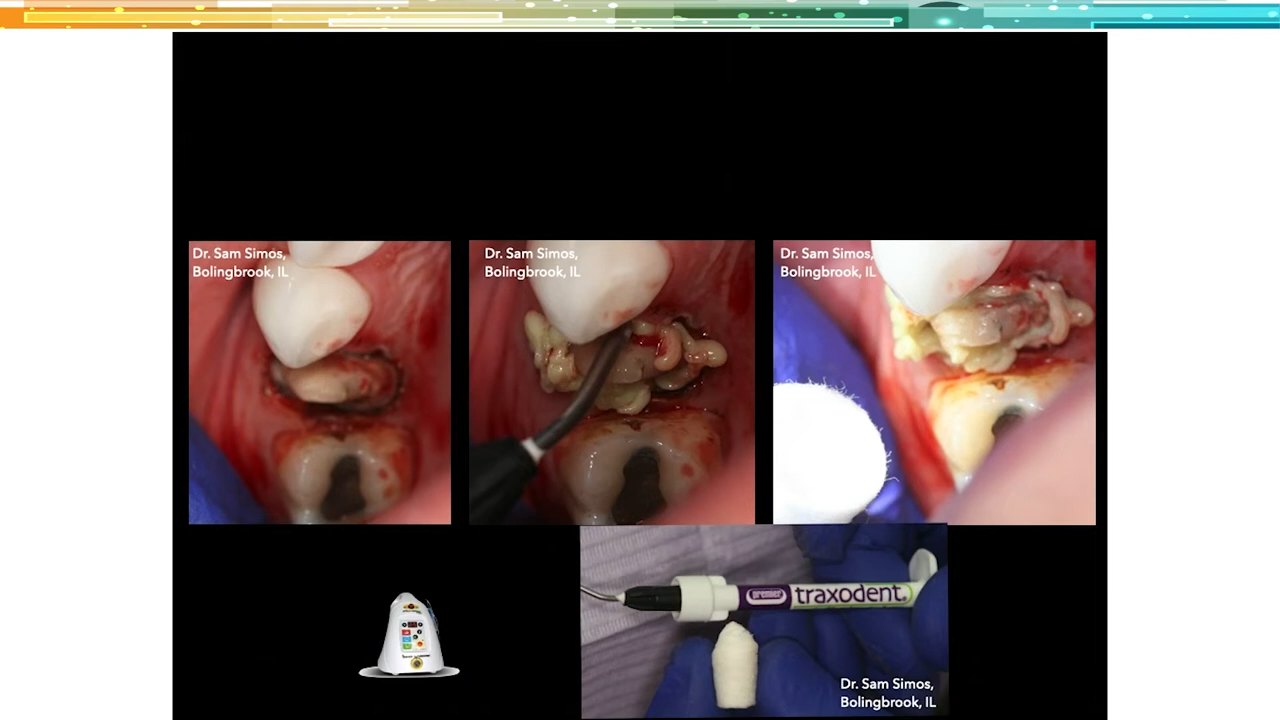 Dr. Sam Simos,
Bolingbrook, IL
Dr. Sam Simos,
Bolingbrook, IL
Dr. Sam Simos,
Bolingbrook, IL
premier traxodent.
Dr. Sam Simos,
Bolingbrook, IL